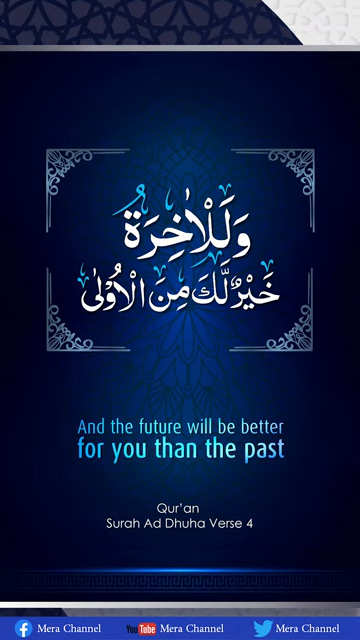 وَلَلْاٰخِرَةُ
خَيْرٌ لَّكَ مِنَ الْاُوْلٰى
And the future will be better
for you than the past
Qur'an
Surah Ad Dhuha Verse 4
Mera Channel YouTube Mera Channel Mera Channel